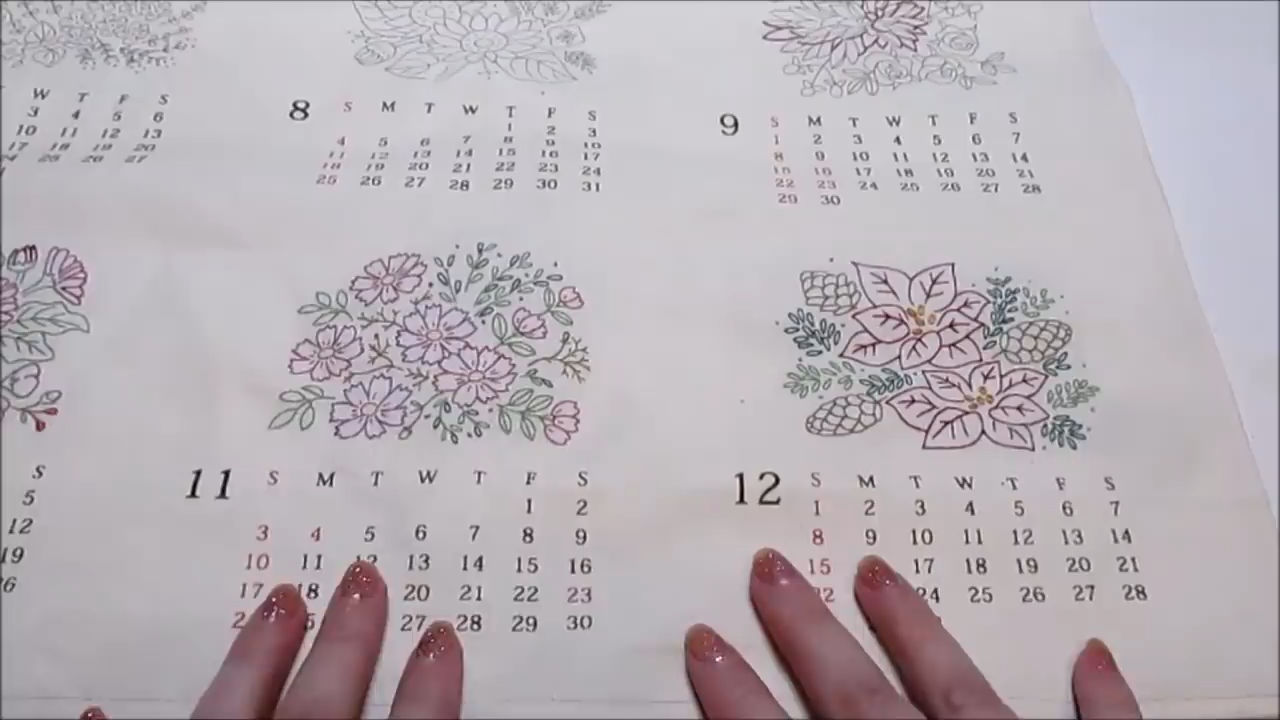 W T F S
3 4 5 6
10 11 12 13
17 18 19 20
24 25 26 27
8 S M T W T F S
1 2 3
4 5 6 7 8 9 10
11 12 13 14 15 16 17
18 19 20 21 22 23 24
25 26 27 28 29 30 31
9 S M T W T F S
1 2 3 4 5 6 7
8 9 10 11 12 13 14
15 16 17 18 19 20 21
22 23 24 25 26 27 28
29 30
S
5
12
19
11 S M T W T F S
1 2
3 4 5 6 7 8 9
10 11 12 13 14 15 16
17 18 20 21 22 23
27 28 29 30
12 S M T W T F S
1 2 3 4 5 6 7
8 9 10 11 12 13 14
15 17 18 19 20 21
22 24 25 26 27 28